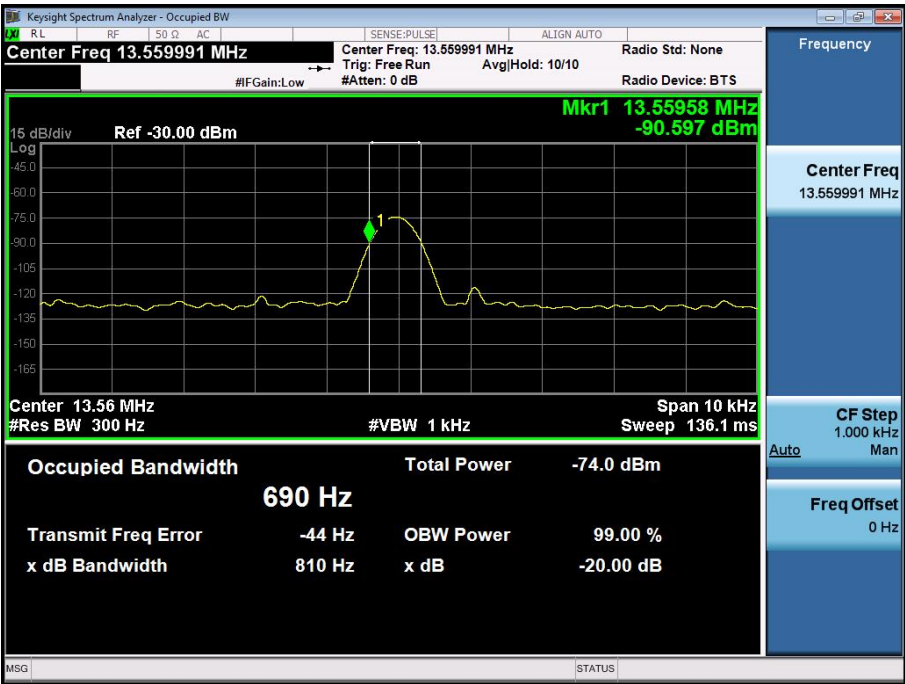 Keysight Spectrum Analyzer - Occupied BW
LXI RL RF 50 Ω AC SENSE:PULSE ALIGN AUTO
Center Freq 13.559991 MHz
Center Freq: 13.559991 MHz Radio Std: None
Trig: Free Run Avg|Hold: 10/10
#IFGain:Low #Atten: 0 dB Radio Device: BTS
Frequency
Mkr1 13.55958 MHz
-90.597 dBm
15 dB/div Ref -30.00 dBm
Log
-45.0
-60.0
-75.0
-90.0
-105
-120
-135
-150
-165
1
Center 13.56 MHz Span 10 kHz
#Res BW 300 Hz #VBW 1 kHz Sweep 136.1 ms
Occupied Bandwidth Total Power -74.0 dBm
690 Hz
Transmit Freq Error -44 Hz OBW Power 99.00 %
x dB Bandwidth 810 Hz x dB -20.00 dB
Center Freq
13.559991 MHz
CF Step
1.000 kHz
Auto Man
Freq Offset
0 Hz
MSG STATUS